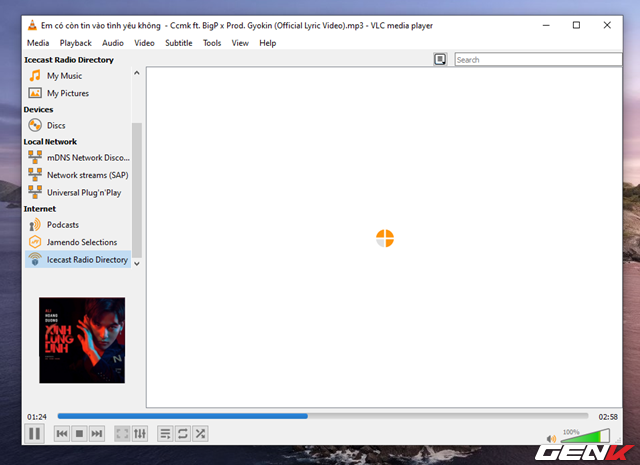 Em có còn tin vào tình yêu không - Ccmk ft. BigP x Prod. Gyokin (Official Lyric Video).mp3 - VLC media player
Media Playback Audio Video Subtitle Tools View Help
Icecast Radio Directory
Search
My Music
My Pictures
Devices
Discs
Local Network
mDNS Network Disco...
Network streams (SAP)
Universal Plug'n'Play
Internet
Podcasts
Jamendo Selections
Icecast Radio Directory
HOANG
DUONG
XINH
LUNG
LINH
01:24
02:58
100%
GENK